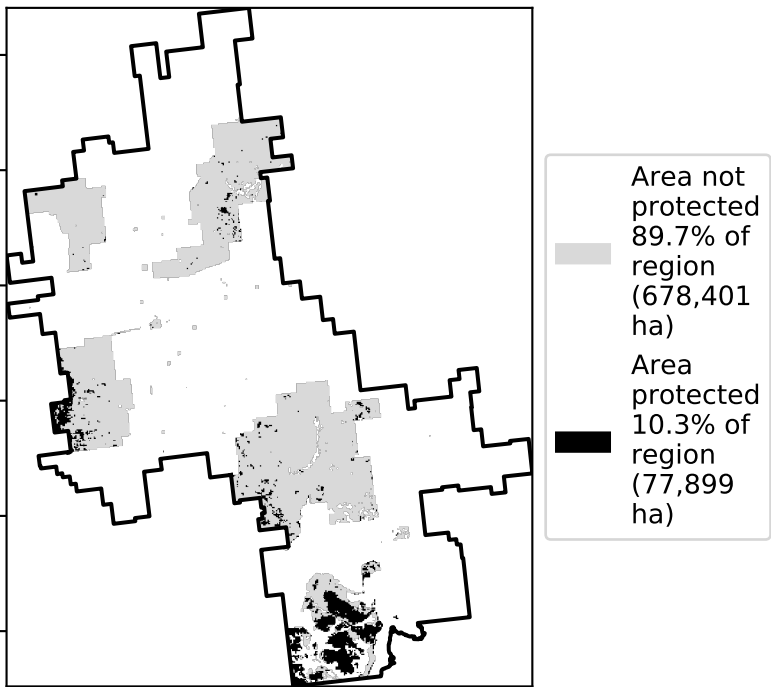 Area not
protected
89.7% of
region
(678,401
ha)
Area
protected
10.3% of
region
(77,899
ha)